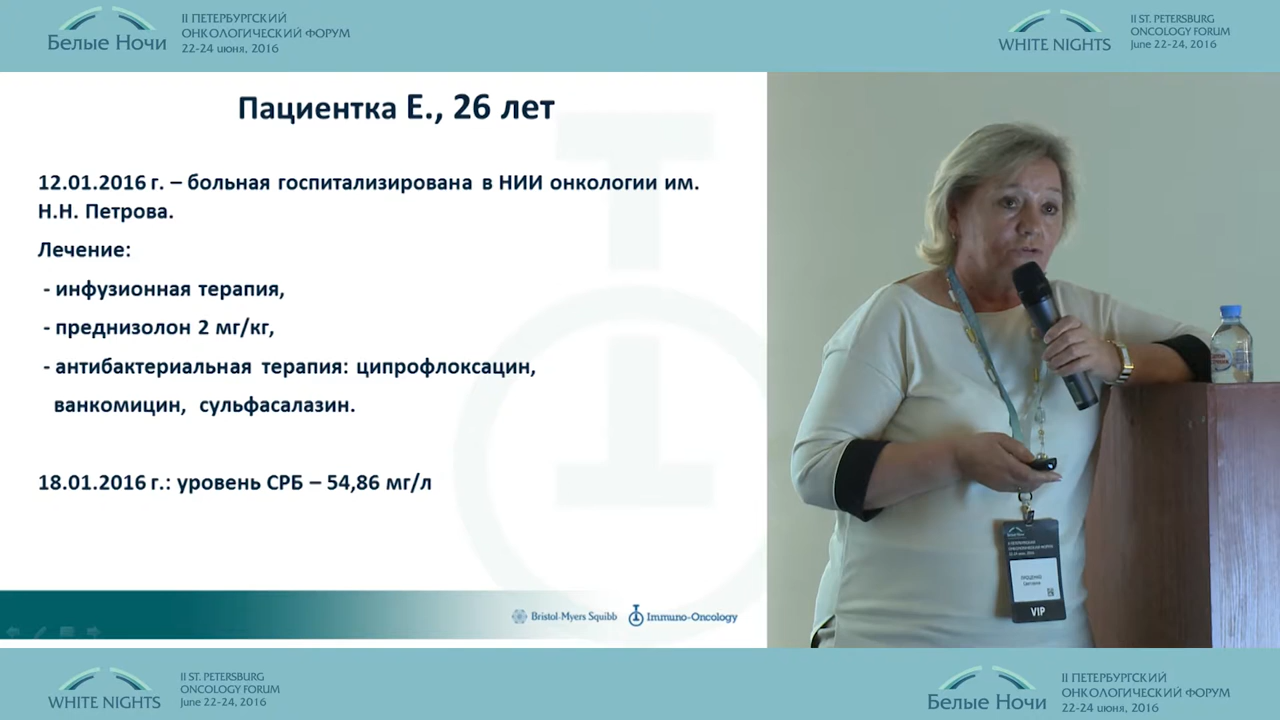 Белые Ночи
II ПЕТЕРБУРГСКИЙ
ОНКОЛОГИЧЕСКИЙ ФОРУМ
22-24 июня, 2016
WHITE NIGHTS
II ST. PETERSBURG
ONCOLOGY FORUM
June 22-24, 2016
Пациентка Е., 26 лет
12.01.2016 г. – больная госпитализирована в НИИ онкологии им.
Н.Н. Петрова.
Лечение:
- инфузионная терапия,
- преднизолон 2 мг/кг,
- антибактериальная терапия: ципрофлоксацин,
ванкомицин, сульфасалазин.
18.01.2016 г.: уровень СРБ – 54,86 мг/л
Bristol-Myers Squibb
Immuno-Oncology
VIP
WHITE NIGHTS
II ST. PETERSBURG
ONCOLOGY FORUM
June 22-24, 2016
Белые Ночи
II ПЕТЕРБУРГСКИЙ
ОНКОЛОГИЧЕСКИЙ ФОРУМ
22-24 июня, 2016